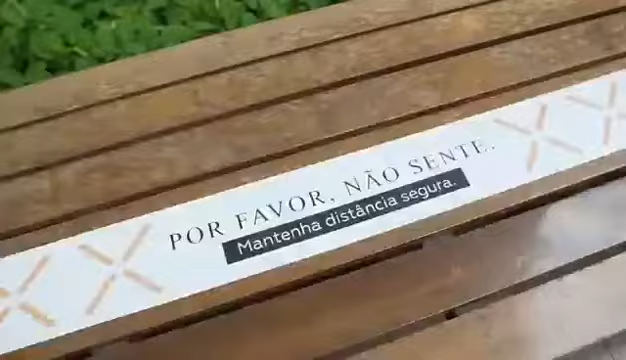 POR FAVOR, NÃO SENTE.
Mantenha distância segura.